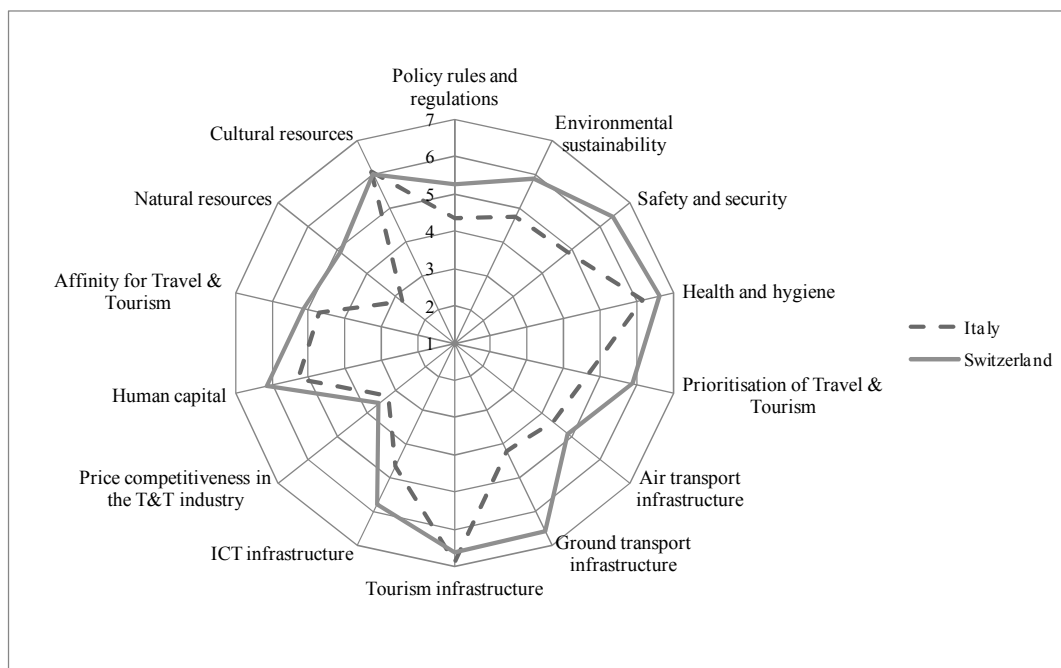 Policy rules and
regulations
Environmental
sustainability
Safety and security
Health and hygiene
Prioritisation of Travel &
Tourism
Air transport
infrastructure
Ground transport
infrastructure
Tourism infrastructure
ICT infrastructure
Price competitiveness in
the T&T industry
Human capital
Affinity for Travel &
Tourism
Natural resources
Cultural resources
7
6
5
4
3
2
1
Italy
Switzerland